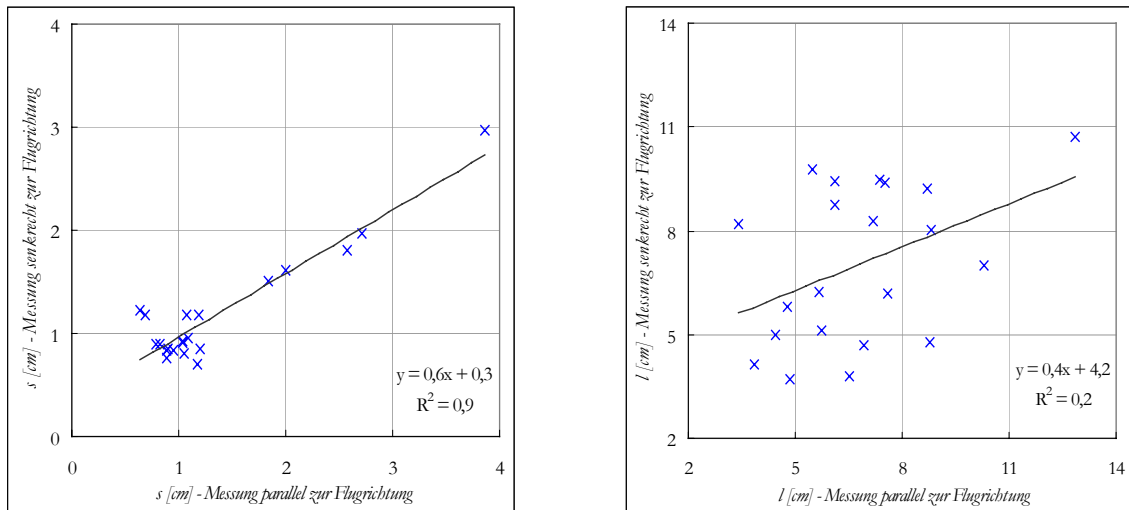 4
3
2
1
0
s [cm] - Messung senkrecht zur Flugrichtung
y = 0,6x + 0,3
R² = 0,9
0 1 2 3 4
s [cm] - Messung parallel zur Flugrichtung
14
11
8
5
2
l [cm] - Messung senkrecht zur Flugrichtung
y = 0,4x + 4,2
R² = 0,2
2 5 8 11 14
l [cm] - Messung parallel zur Flugrichtung